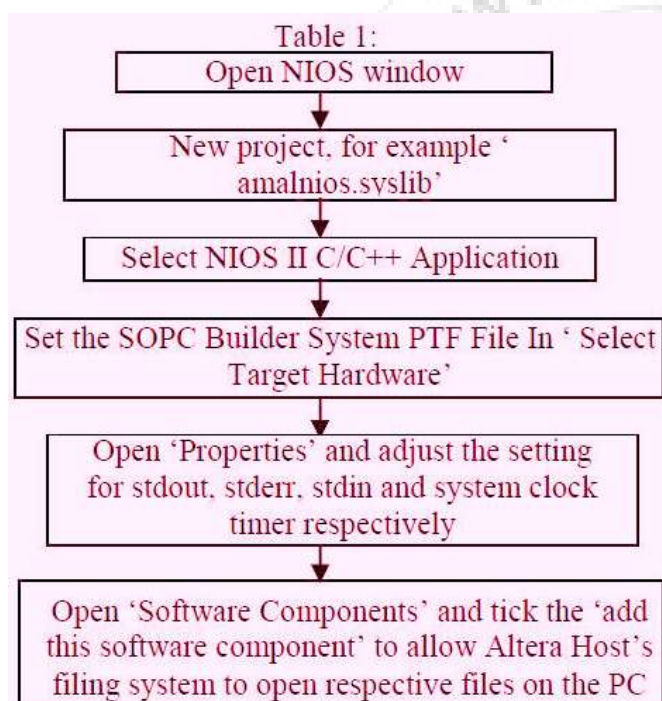 Table 1:
Open NIOS window
New project, for example ‘
amalnios.syslib’
Select NIOS II C/C++ Application
Set the SOPC Builder System PTF File In ‘ Select
Target Hardware’
Open ‘Properties’ and adjust the setting
for stdout, stderr, stdin and system clock
timer respectively
Open ‘Software Components’ and tick the ‘add
this software component’ to allow Altera Host’s
filing system to open respective files on the PC